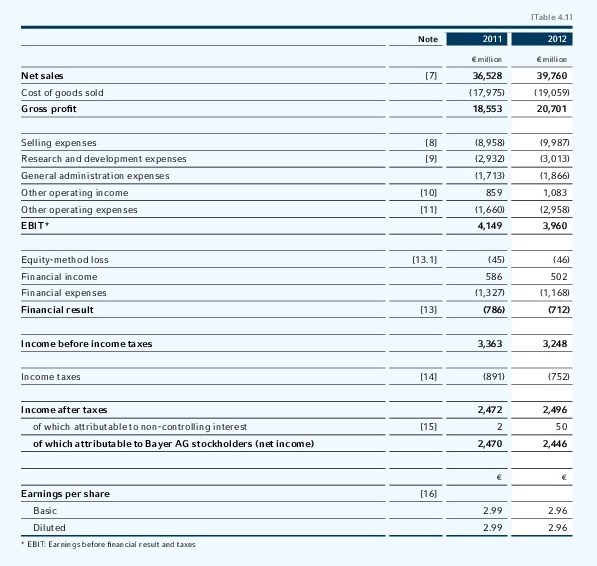 [Table 4.1]
Note 2011 2012
€ million € million
Net sales [7] 36,528 39,760
Cost of goods sold (17,975) (19,059)
Gross profit 18,553 20,701
Selling expenses [8] (8,958) (9,987)
Research and development expenses [9] (2,932) (3,013)
General administration expenses (1,713) (1,866)
Other operating income [10] 859 1,083
Other operating expenses [11] (1,660) (2,958)
EBIT* 4,149 3,960
Equity-method loss [13.1] (45) (46)
Financial income 586 502
Financial expenses (1,327) (1,168)
Financial result [13] (786) (712)
Income before income taxes 3,363 3,248
Income taxes [14] (891) (752)
Income after taxes 2,472 2,496
of which attributable to non-controlling interest [15] 2 50
of which attributable to Bayer AG stockholders (net income) 2,470 2,446
€ €
Earnings per share [16]
Basic 2.99 2.96
Diluted 2.99 2.96
* EBIT: Earnings before financial result and taxes